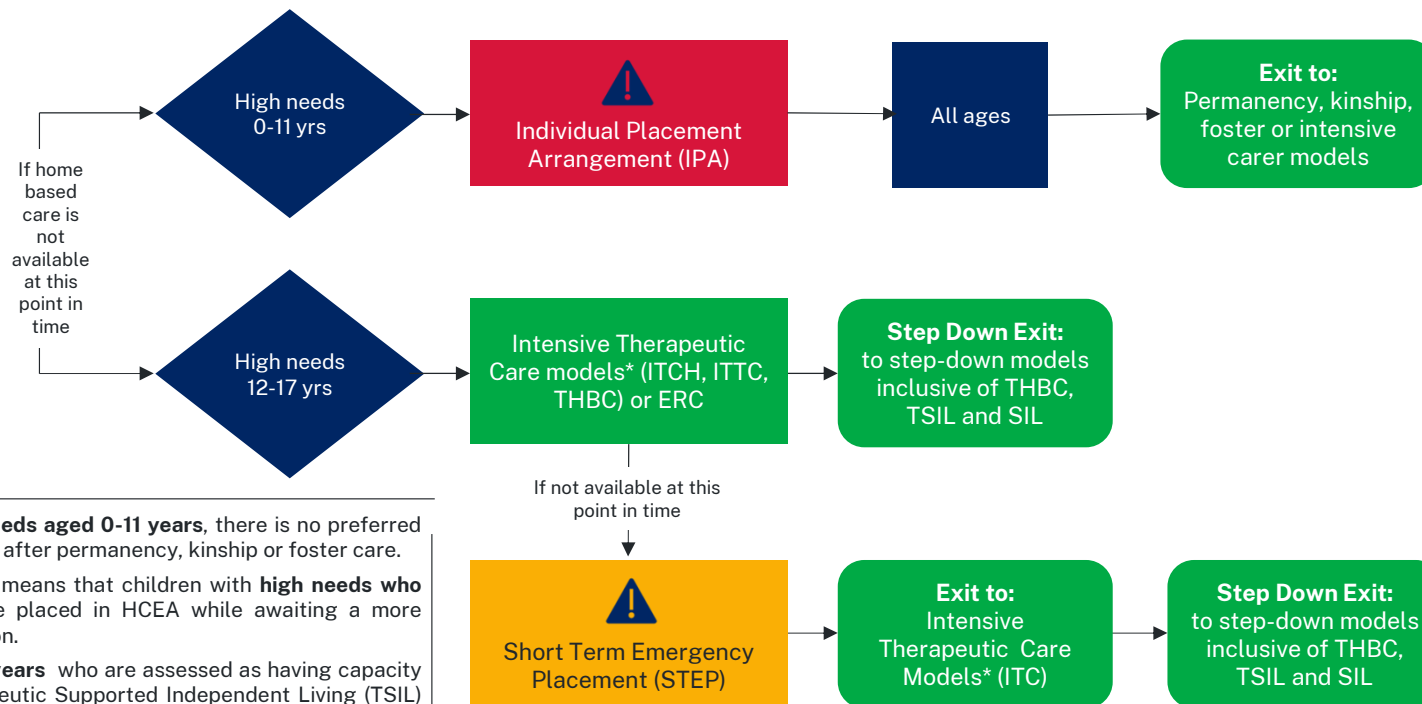 High needs
0-11 yrs
Individual Placement
Arrangement (IPA)
All ages
Exit to:
Permanency, kinship,
foster or intensive
carer models
If home
based
care is
not
available
at this
point in
time
High needs
12-17 yrs
Intensive Therapeutic
Care models* (ITCH, ITTC,
THBC) or ERC
Step Down Exit:
to step-down models
inclusive of THBC,
TSIL and SIL
If not available at this
point in time
eds aged 0-11 years, there is no preferred
after permanency, kinship or foster care.
means that children with high needs who
e placed in HCEA while awaiting a more
on.
years who are assessed as having capacity
eutic Supported Independent Living (TSIL)
Short Term Emergency
Placement (STEP)
Exit to:
Intensive
Therapeutic Care
Models* (ITC)
Step Down Exit:
to step-down models
inclusive of THBC,
TSIL and SIL